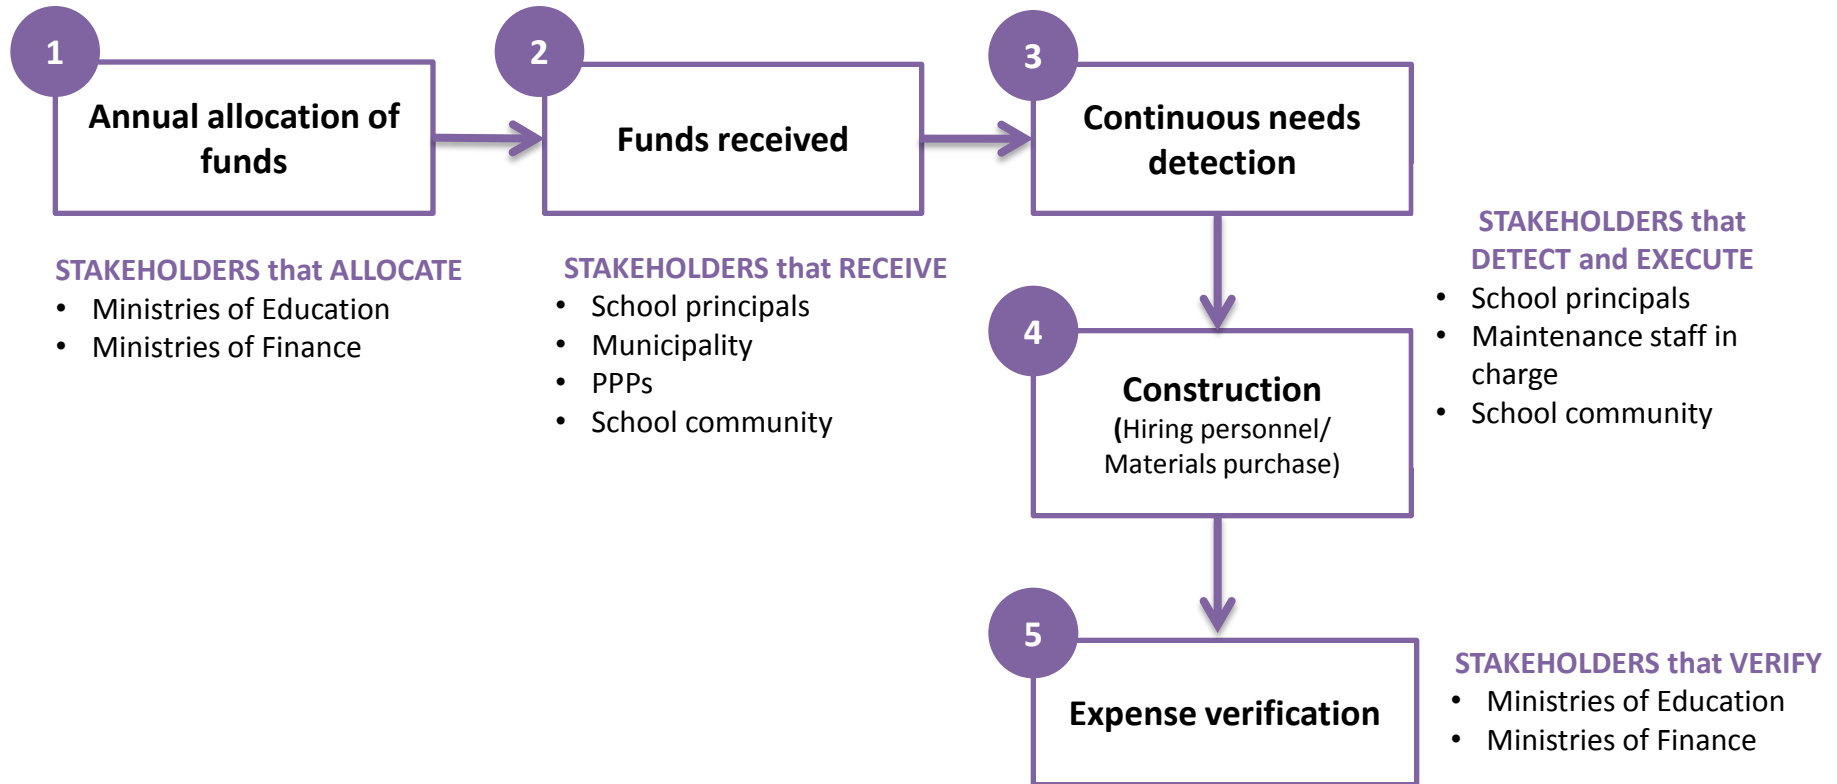 1
Annual allocation of
funds
STAKEHOLDERS that ALLOCATE
• Ministries of Education
• Ministries of Finance
2
Funds received
STAKEHOLDERS that RECEIVE
• School principals
• Municipality
• PPPs
• School community
3
Continuous needs
detection
STAKEHOLDERS that
DETECT and EXECUTE
• School principals
• Maintenance staff in
charge
• School community
4
Construction
(Hiring personnel/
Materials purchase)
5
Expense verification
STAKEHOLDERS that VERIFY
• Ministries of Education
• Ministries of Finance